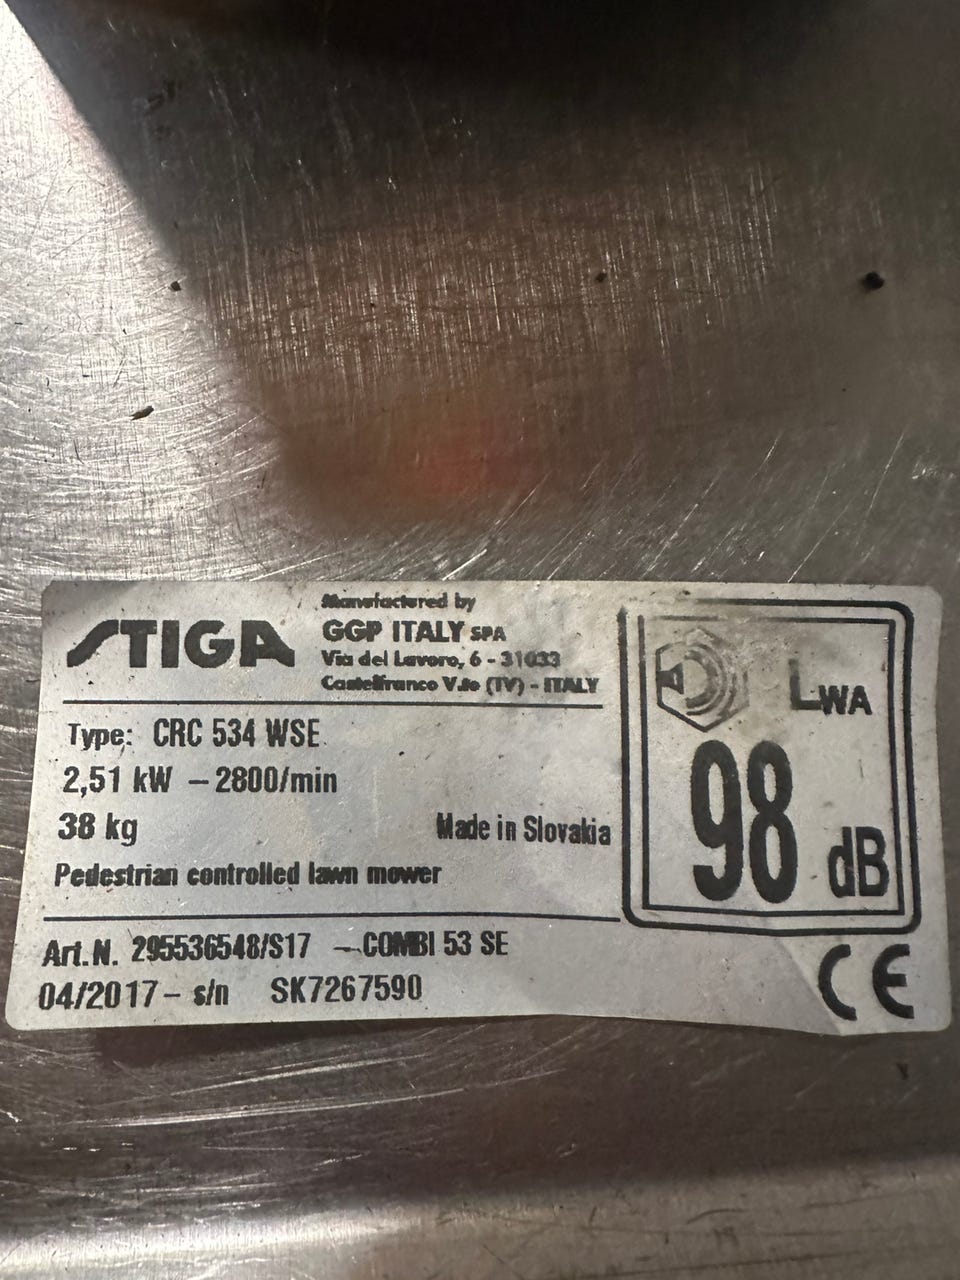 STIGA
Manufactured by
GGP ITALY SPA
Via del Lavoro, 6 - 31033
Castelfranco V.to (TV) - ITALY
Type: CRC 534 WSE
2,51 kW - 2800/min
38 kg
Made in Slovakia
Pedestrian controlled lawn mower
LWA
98 dB
Art.N. 295536548/S17 - COMBI 53 SE
04/2017 - s/n SK7267590
CE